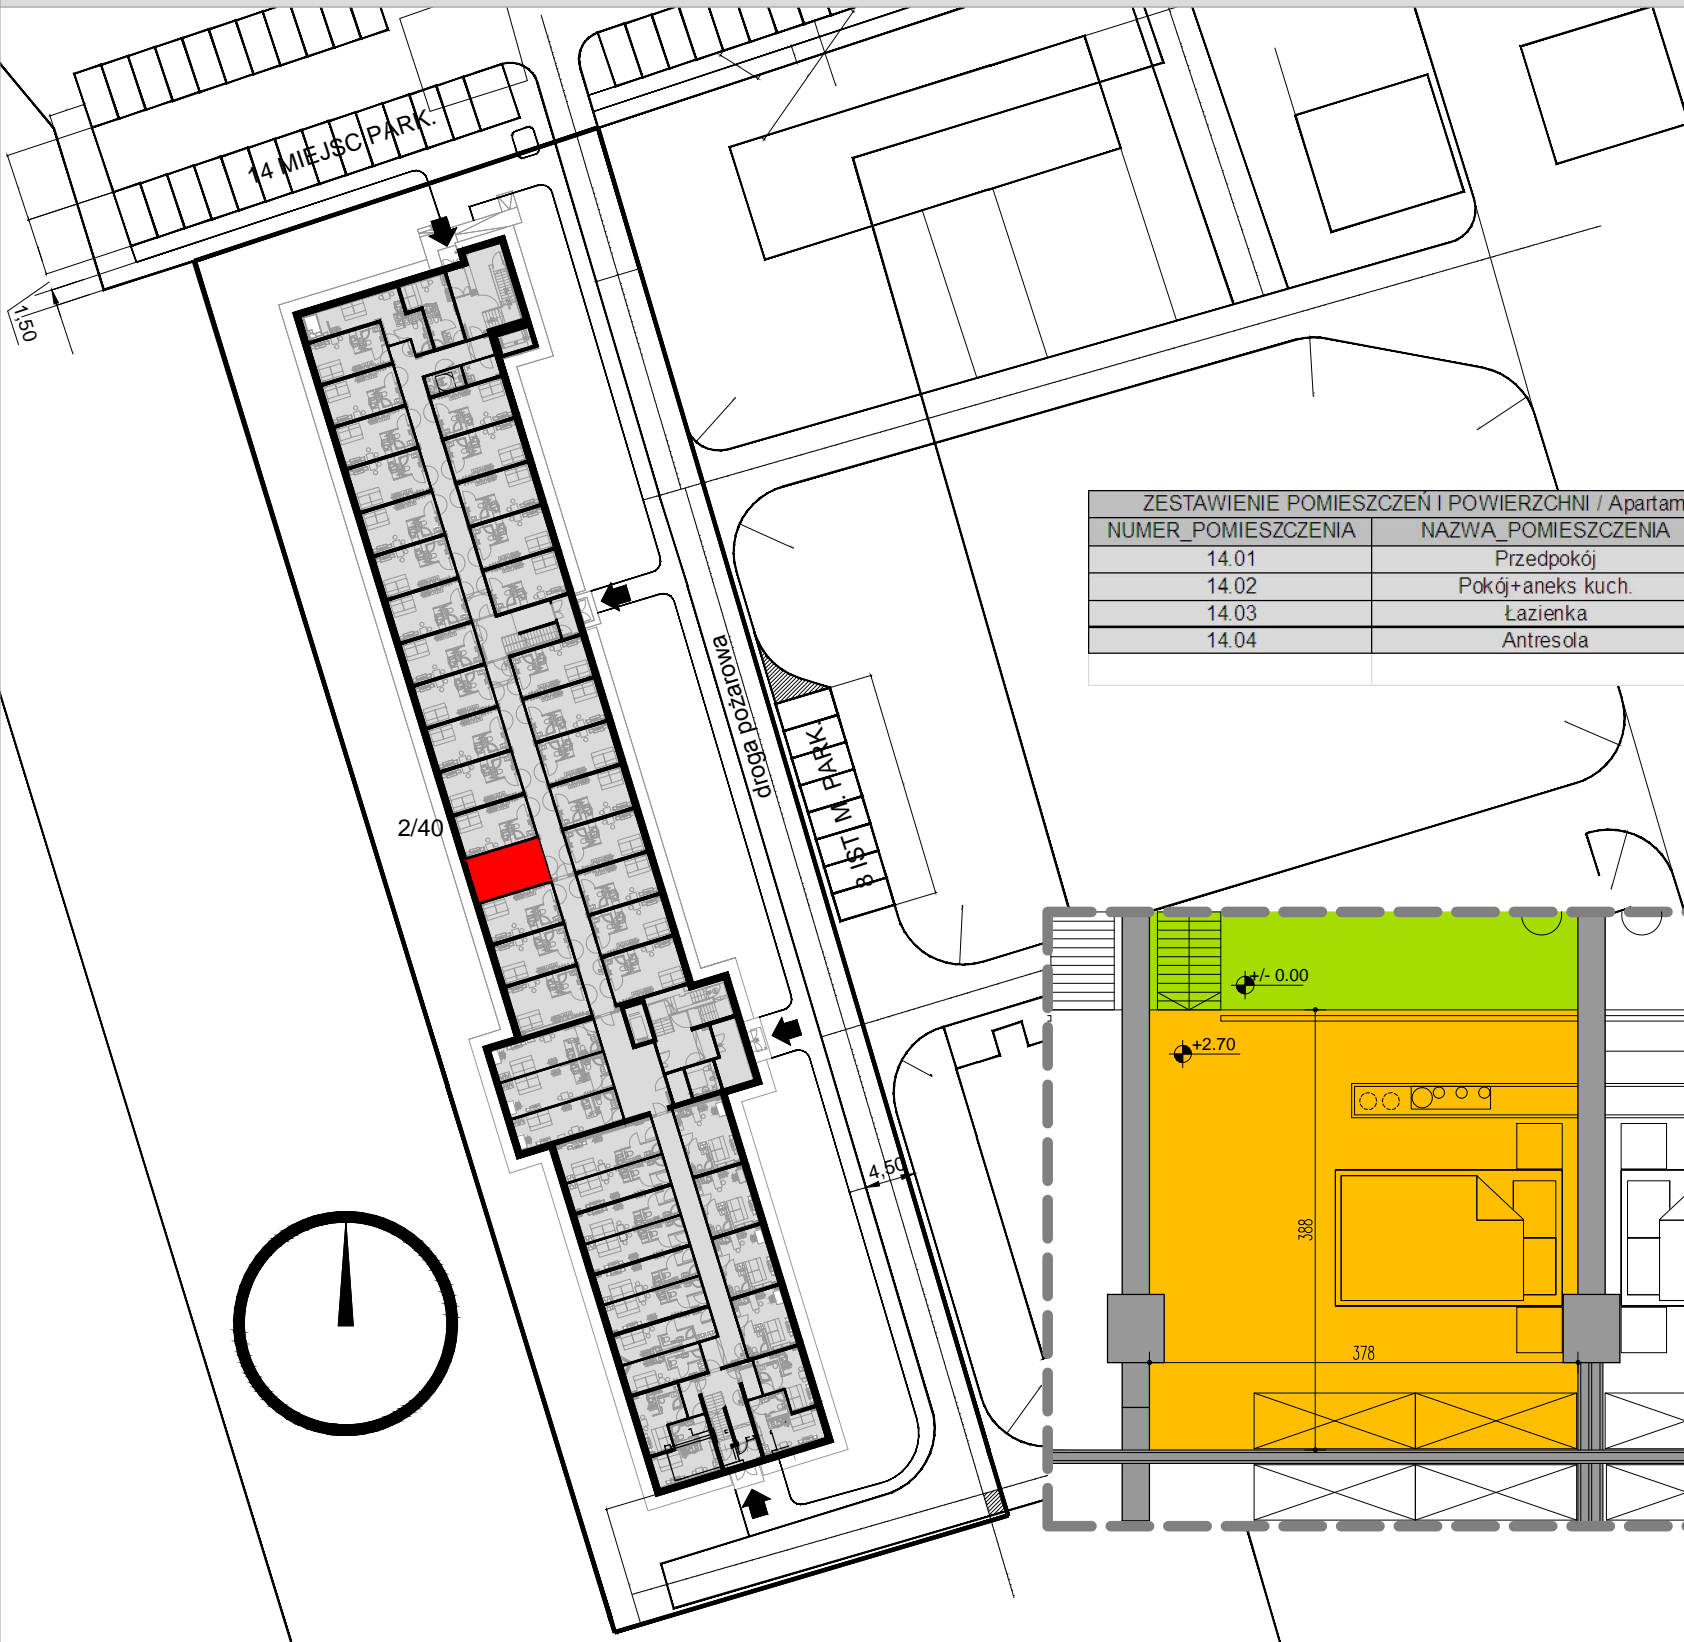 14 MIEJSC PARK.
1,50
ZESTAWIENIE POMIESZCZEŃ I POWIERZCHNI / Apartam
NUMER_POMIESZCZENIA NAZWA_POMIESZCZENIA
14.01 Przedpokój
14.02 Pokój+aneks kuch.
14.03 Łazienka
14.04 Antresola
droga pożarowa
8 IST M. PARK.
2/40
+/- 0.00
+2.70
4,50
388
378